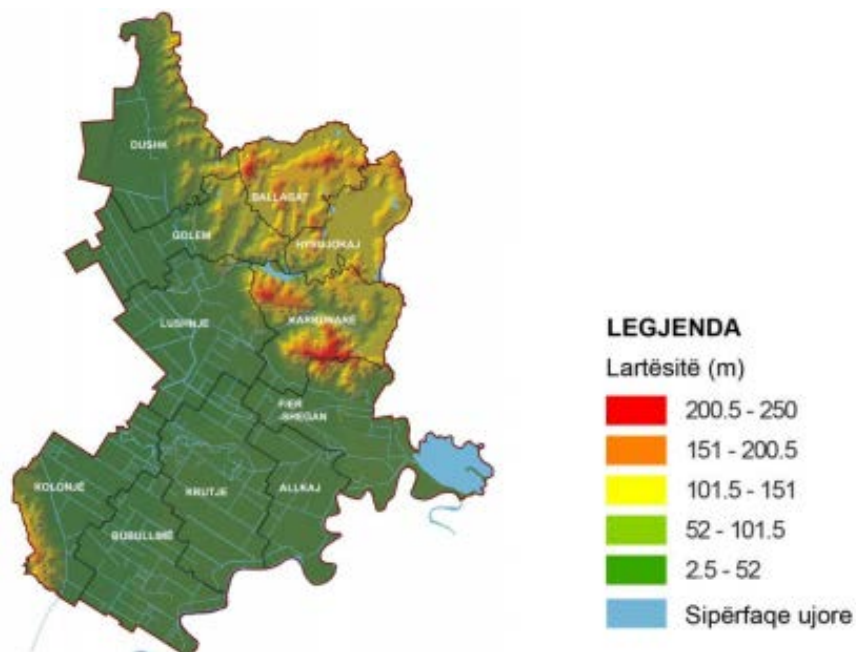 DUSHK
BALLAGAT
GOLEM
HYSGJOKAJ
LUSHNJE
KARBUNARË
FIER
-SHEGAN
KOLONJË
KRUTJE
ALLKAJ
BUBULLIMË
LEGJENDA
Lartësitë (m)
200.5 - 250
151 - 200.5
101.5 - 151
52 - 101.5
2.5 - 52
Sipërfaqe ujore